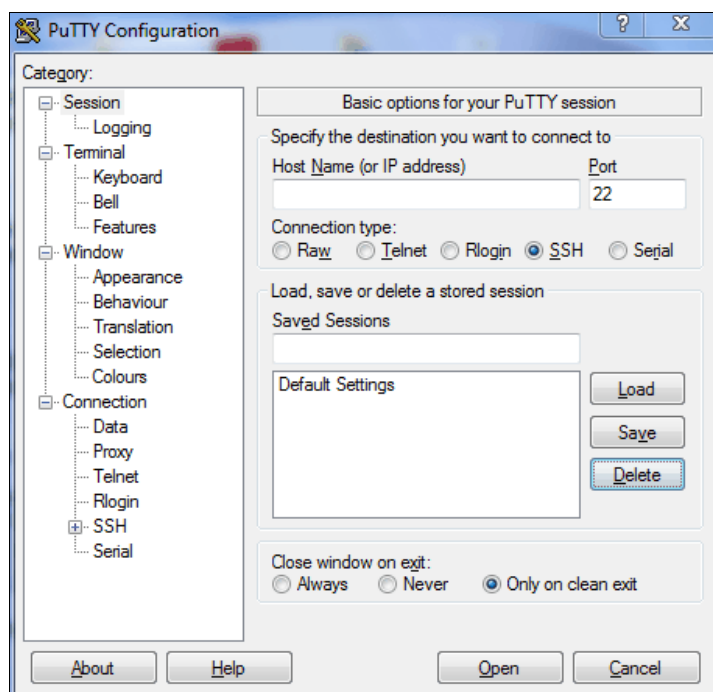 PuTTY Configuration
?
X
Category:
Session
Logging
Terminal
Keyboard
Bell
Features
Window
Appearance
Behaviour
Translation
Selection
Colours
Connection
Data
Proxy
Telnet
Rlogin
SSH
Serial
Basic options for your PuTTY session
Specify the destination you want to connect to
Host Name (or IP address) Port
22
Connection type:
Raw Telnet Rlogin SSH Serial
Load, save or delete a stored session
Saved Sessions
Default Settings
Load
Save
Delete
Close window on exit:
Always Never Only on clean exit
About Help Open Cancel